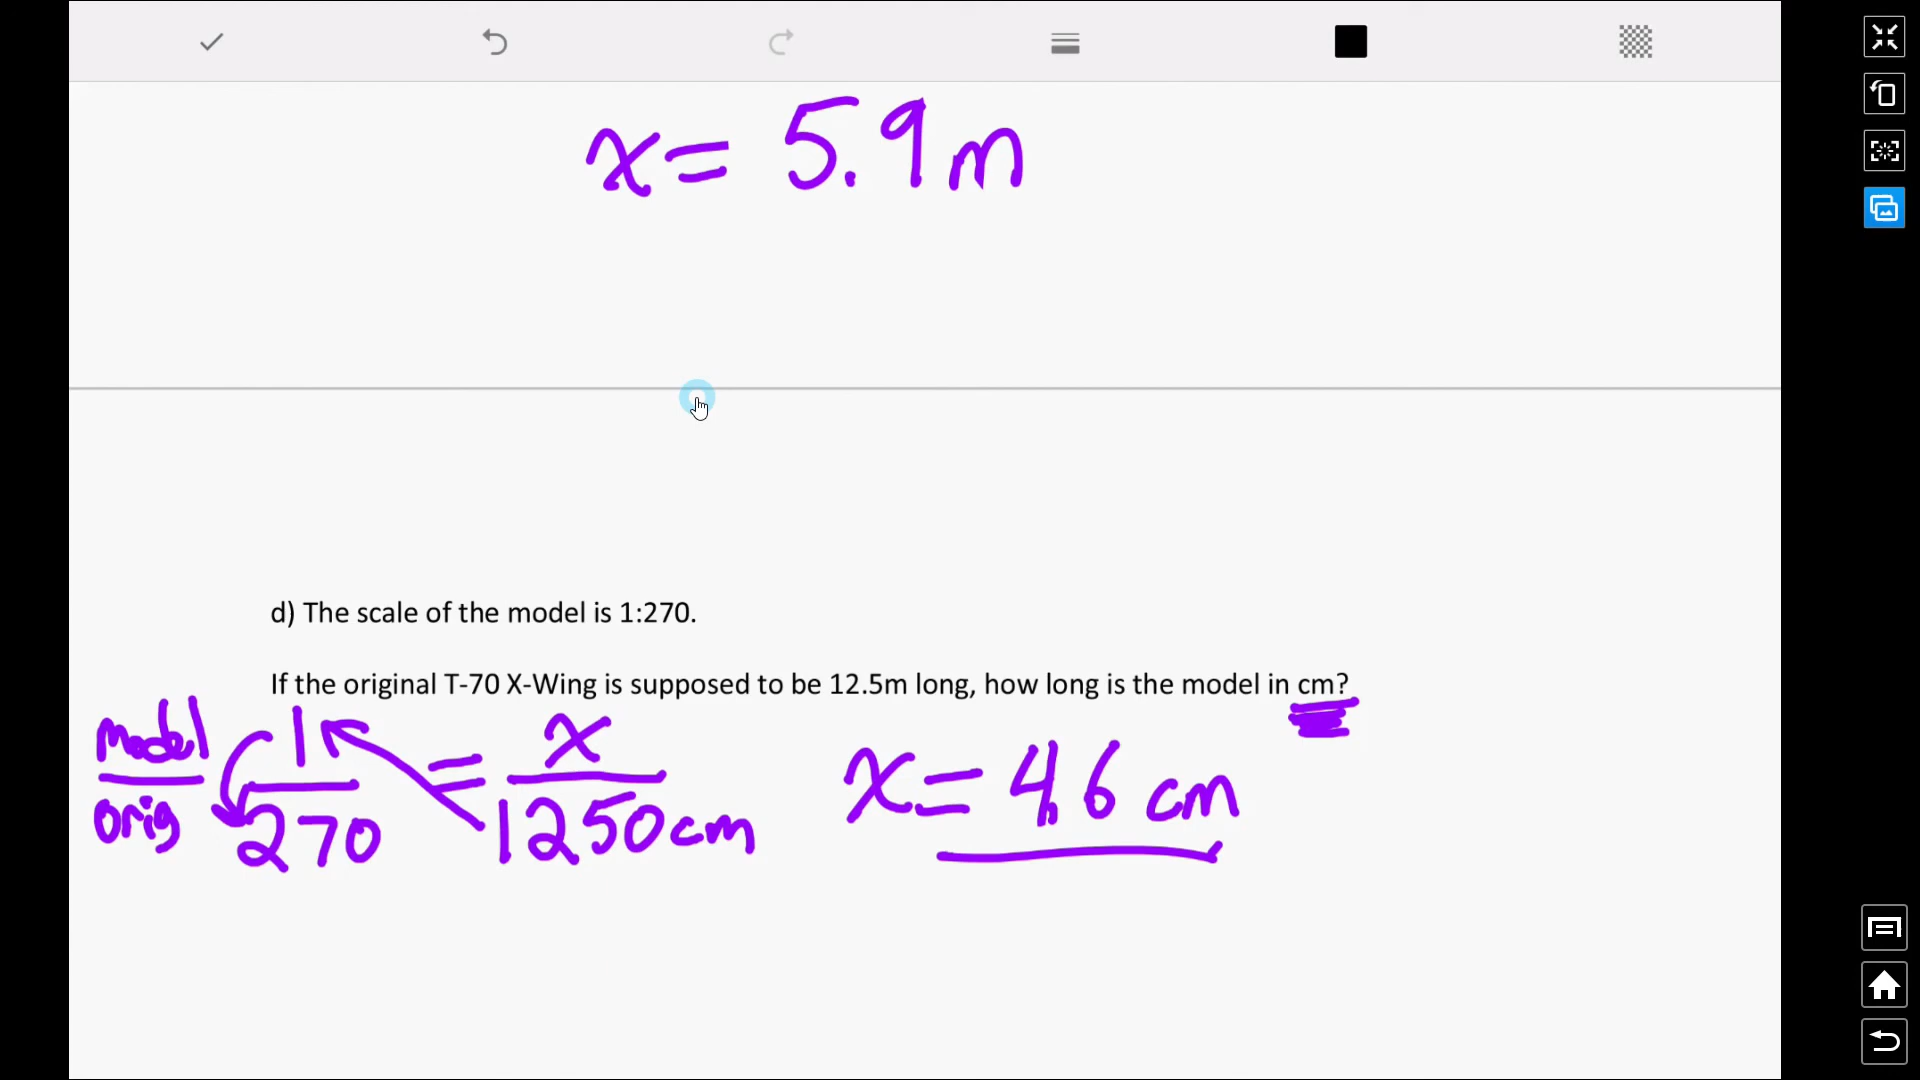 x = 5.9 m
d) The scale of the model is 1:270.
If the original T-70 X-Wing is supposed to be 12.5m long, how long is the model in cm?
model/orig 1/270 = x/1250cm x = 4.6 cm